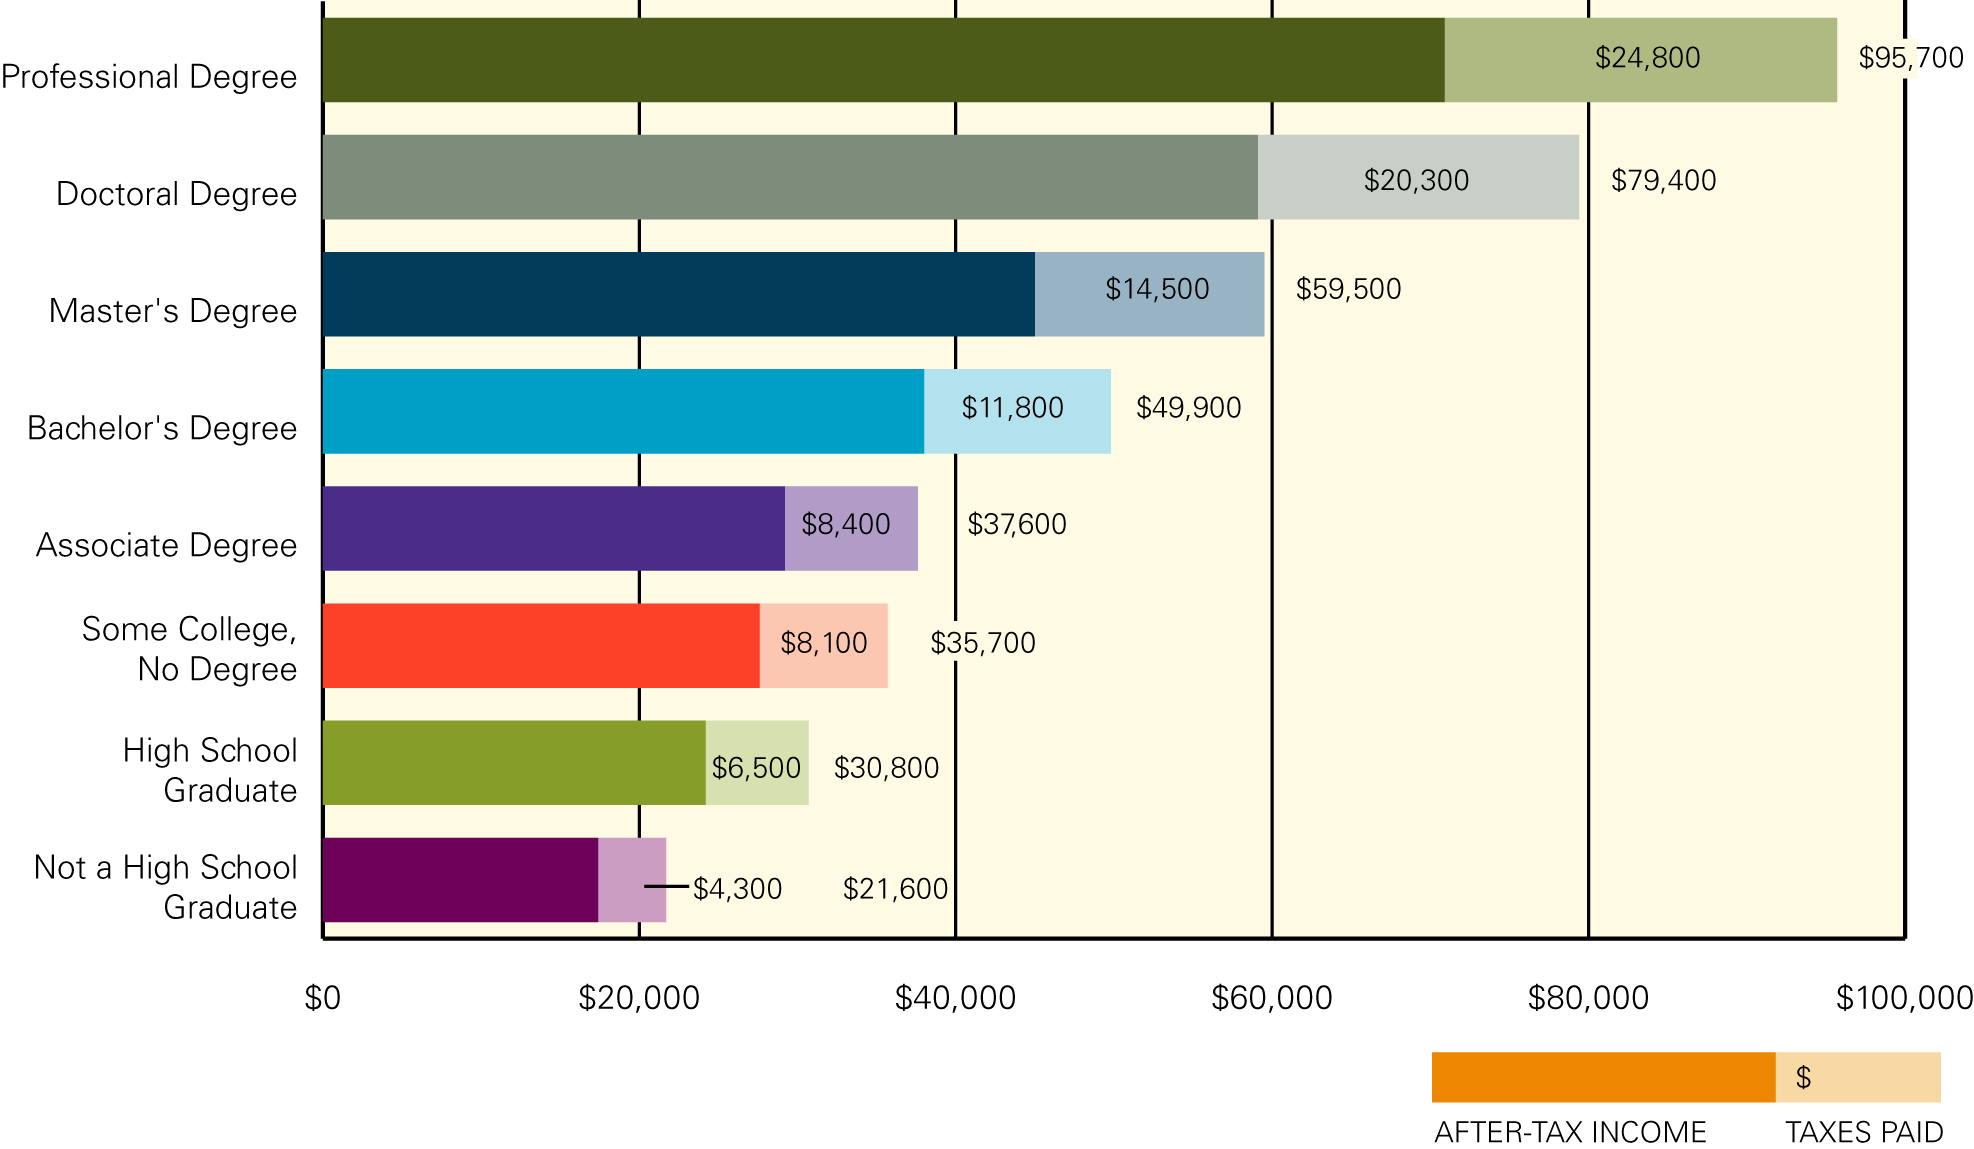 Professional Degree
$24,800
$95,700
Doctoral Degree
$20,300
$79,400
Master's Degree
$14,500
$59,500
Bachelor's Degree
$11,800
$49,900
Associate Degree
$8,400
$37,600
Some College,
No Degree
$8,100
$35,700
High School
Graduate
$6,500
$30,800
Not a High School
Graduate
$4,300
$21,600
$0
$20,000
$40,000
$60,000
$80,000
$100,000
$
AFTER-TAX INCOME
TAXES PAID